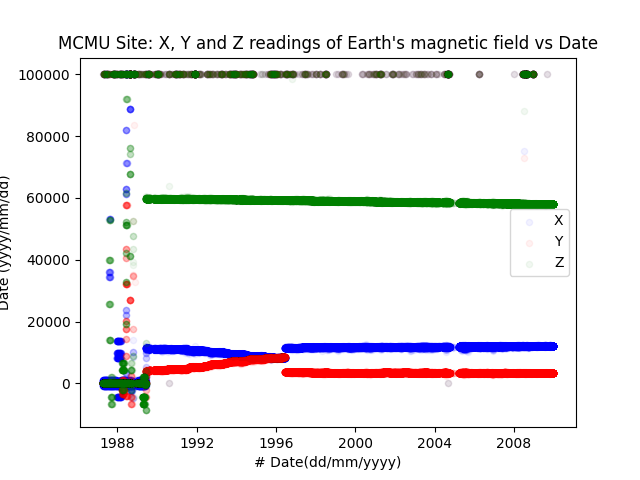 MCMU Site: X, Y and Z readings of Earth's magnetic field vs Date
100000
80000
60000
40000
20000
0
Date (yyyy/mm/dd)
X
Y
Z
1988 1992 1996 2000 2004 2008
# Date(dd/mm/yyyy)